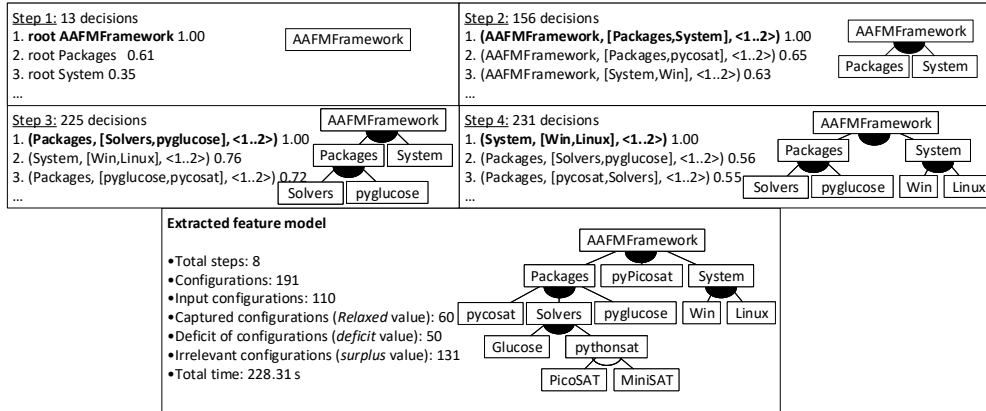 Step 1: 13 decisions
1. root AAFMFramework 1.00
2. root Packages 0.61
3. root System 0.35
…
AAFMFramework
Step 2: 156 decisions
1. (AAFMFramework, [Packages,System], <1..2>) 1.00
2. (AAFMFramework, [Packages,pycosat], <1..2>) 0.65
3. (AAFMFramework, [System,Win], <1..2>) 0.63
…
AAFMFramework
Packages System
Step 3: 225 decisions
1. (Packages, [Solvers,pyglucose], <1..2>) 1.00
2. (System, [Win,Linux], <1..2>) 0.76
3. (Packages, [pyglucose,pycosat], <1..2>) 0.72
…
AAFMFramework
Packages System
Solvers pyglucose
Step 4: 231 decisions
1. (System, [Win,Linux], <1..2>) 1.00
2. (Packages, [Solvers,pyglucose], <1..2>) 0.56
3. (Packages, [pycosat,Solvers], <1..2>) 0.55
…
AAFMFramework
Packages System
Solvers pyglucose Win Linux
Extracted feature model
•Total steps: 8
•Configurations: 191
•Input configurations: 110
•Captured configurations (Relaxed value): 60
•Deficit of configurations (deficit value): 50
•Irrelevant configurations (surplus value): 131
•Total time: 228.31 s
AAFMFramework
Packages pyPicosat System
pycosat Solvers pyglucose Win Linux
Glucose pythonsat
PicoSAT MiniSAT